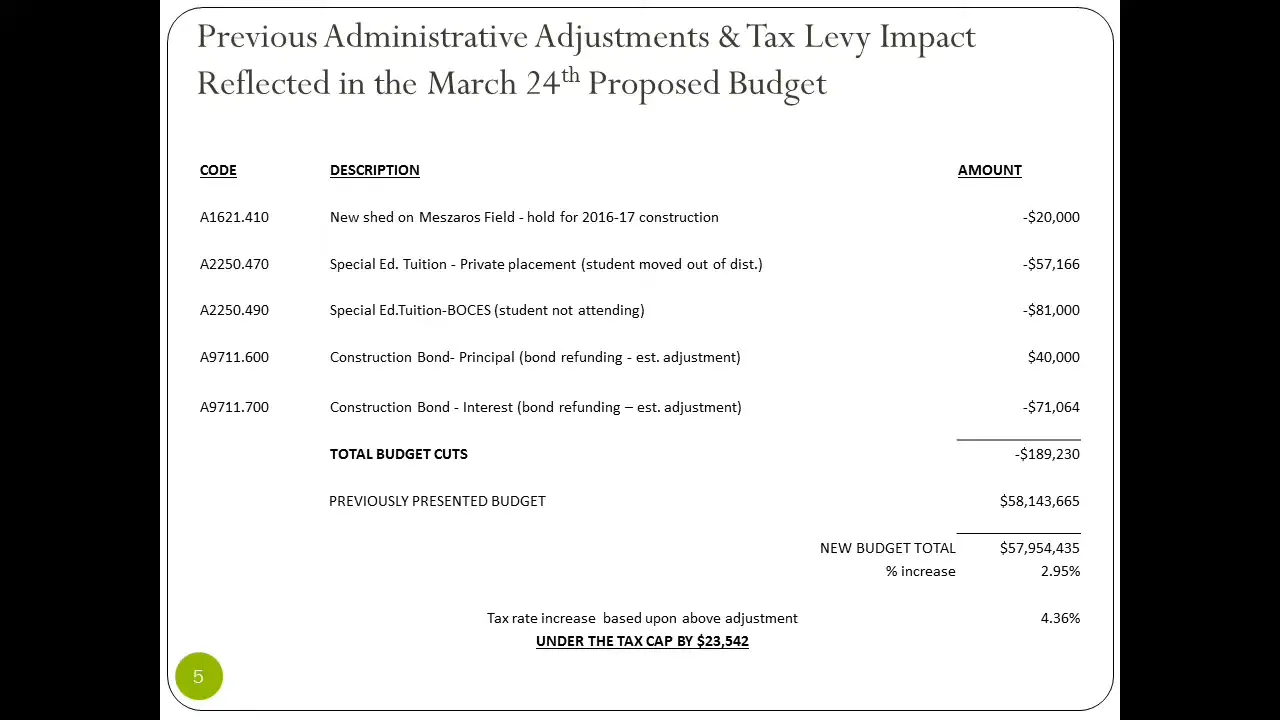 Previous Administrative Adjustments & Tax Levy Impact
Reflected in the March 24th Proposed Budget
CODE DESCRIPTION AMOUNT
A1621.410 New shed on Meszaros Field - hold for 2016-17 construction -$20,000
A2250.470 Special Ed. Tuition - Private placement (student moved out of dist.) -$57,166
A2250.490 Special Ed.Tuition-BOCES (student not attending) -$81,000
A9711.600 Construction Bond- Principal (bond refunding - est. adjustment) $40,000
A9711.700 Construction Bond - Interest (bond refunding – est. adjustment) -$71,064
TOTAL BUDGET CUTS -$189,230
PREVIOUSLY PRESENTED BUDGET $58,143,665
NEW BUDGET TOTAL $57,954,435
% increase 2.95%
Tax rate increase based upon above adjustment 4.36%
UNDER THE TAX CAP BY $23,542
5